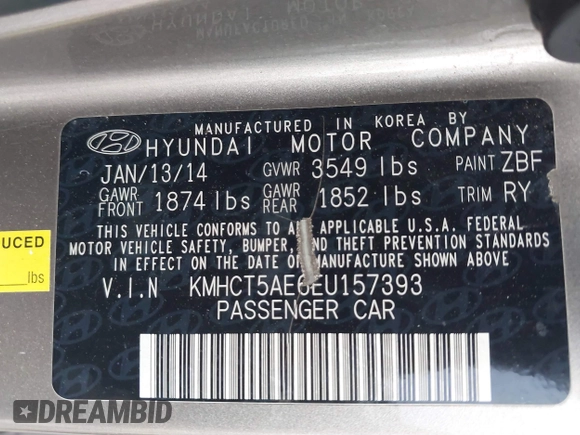 MANUFACTURED IN KOREA BY
HYUNDAI MOTOR COMPANY
JAN/13/14 GVWR 3549 lbs PAINT ZBF
GAWR FRONT 1874 lbs GAWR REAR 1852 lbs TRIM RY
THIS VEHICLE CONFORMS TO ALL APPLICABLE U.S.A. FEDERAL
MOTOR VEHICLE SAFETY, BUMPER, AND THEFT PREVENTION STANDARDS
IN EFFECT ON THE DATE OF MANUFACTURE SHOWN ABOVE
V.I.N KMHCT5AE6EU157393
PASSENGER CAR
UCED
lbs
DREAMBID